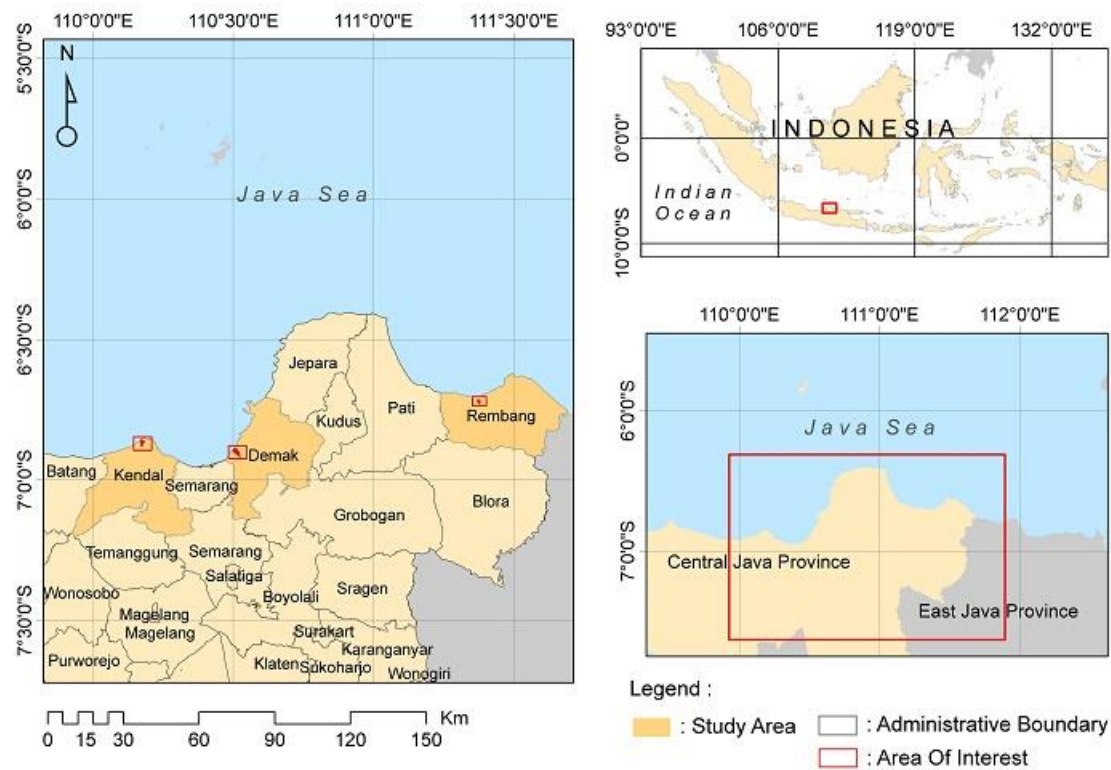 110°0'0"E 110°30'0"E 111°0'0"E 111°30'0"E
5°30'0"S
6°00'0"S
6°30'0"S
7°0'0"S
7°30'0"S
N
Java Sea
Jepara
Kudus
Pati
Rembang
Demak
Batang
Kendal
Semarang
Blora
Grobogan
Temanggung
Semarang
Salatiga
Wonosobo
Boyolali
Sragen
Magelang
Magelang
Surakart
Karanganyar
Purworejo
Klaten
Sukoharjo
Wonogiri
Km
0 15 30 60 90 120 150
93°00'0"E 106°0'0"E 119°0'0"E 132°0'0"E
0°0'0"
10°0'0"S
INDONESIA
Indian
Ocean
110°0'0"E 111°0'0"E 112°0'0"E
6°0'0"S
7°0'0"S
Java Sea
Central Java Province
East Java Province
Legend :
: Study Area
: Administrative Boundary
: Area Of Interest